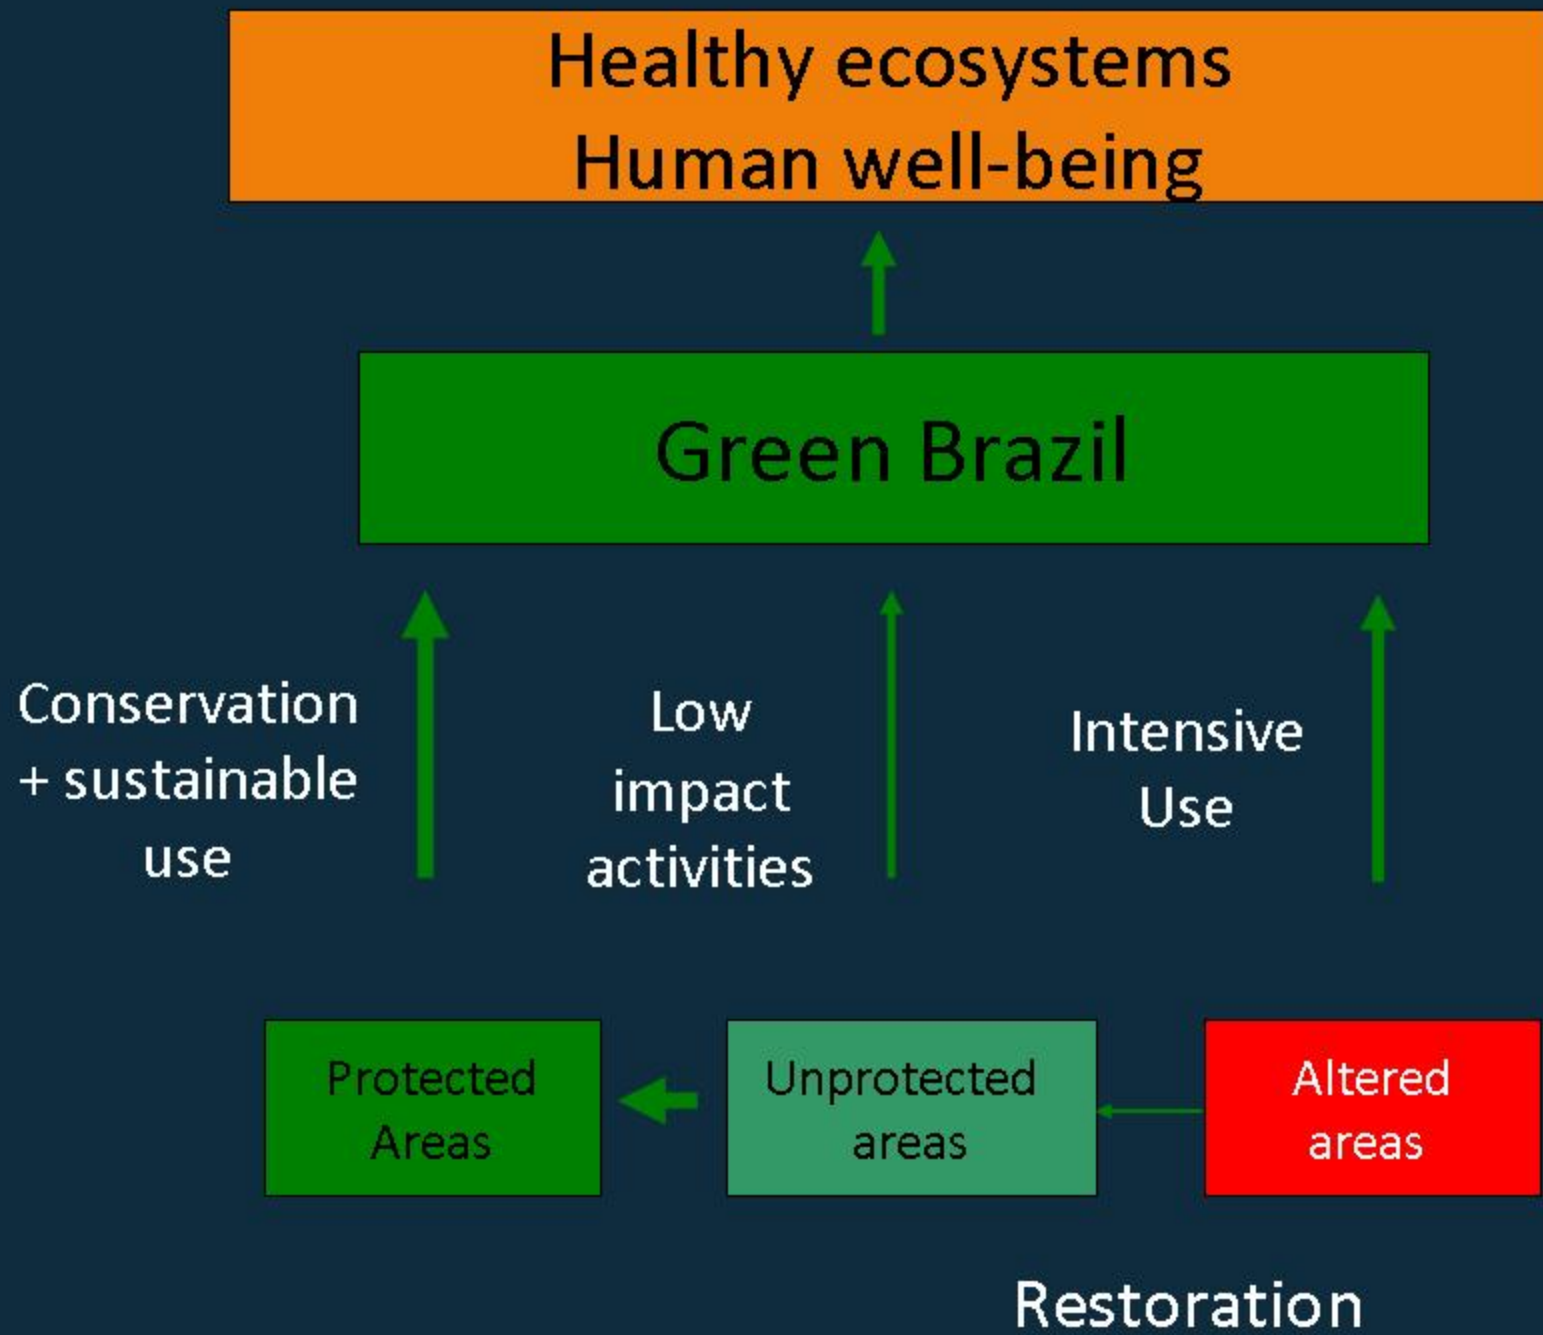 Healthy ecosystems
Human well-being
Green Brazil
Conservation
+ sustainable
use
Low
impact
activities
Intensive
Use
Protected
Areas
Unprotected
areas
Altered
areas
Restoration